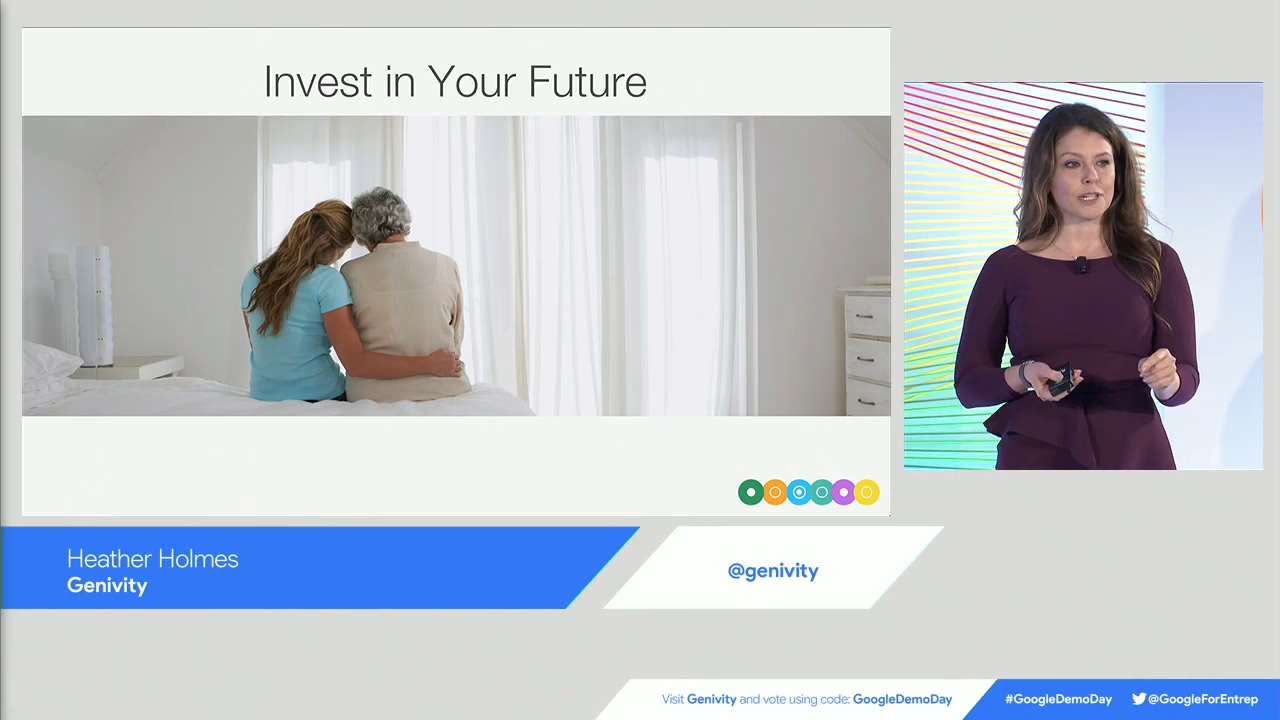 Invest in Your Future
Heather Holmes
Genivity
@genivity
Visit Genivity and vote using code: GoogleDemoDay
#GoogleDemoDay
@GoogleForEntrep